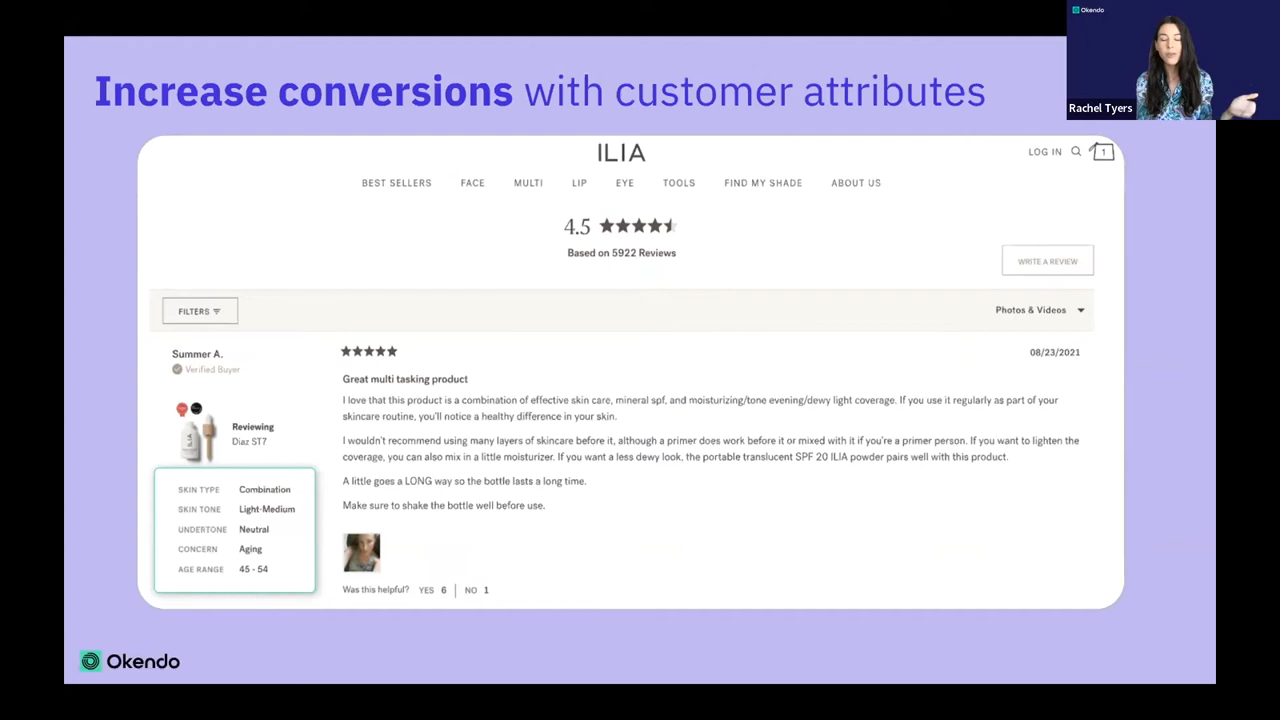 Okendo
Rachel Tyers
Increase conversions with customer attributes
ILIA
LOG IN
1
BEST SELLERS FACE MULTI LIP EYE TOOLS FIND MY SHADE ABOUT US
4.5
Based on 5922 Reviews
WRITE A REVIEW
FILTERS
Photos & Videos
Summer A.
Verified Buyer
Reviewing
Diaz ST7
ILIA
SKIN TYPE Combination
SKIN TONE Light-Medium
UNDERTONE Neutral
CONCERN Aging
AGE RANGE 45 - 54
08/23/2021
Great multi tasking product
I love that this product is a combination of effective skin care, mineral spf, and moisturizing/tone evening/dewy light coverage. If you use it regularly as part of your
skincare routine, you'll notice a healthy difference in your skin.
I wouldn't recommend using many layers of skincare before it, although a primer does work before it or mixed with it if you're a primer person. If you want to lighten the
coverage, you can also mix in a little moisturizer. If you want a less dewy look, the portable translucent SPF 20 ILIA powder pairs well with this product.
A little goes a LONG way so the bottle lasts a long time.
Make sure to shake the bottle well before use.
Was this helpful? YES 6 NO 1
Okendo